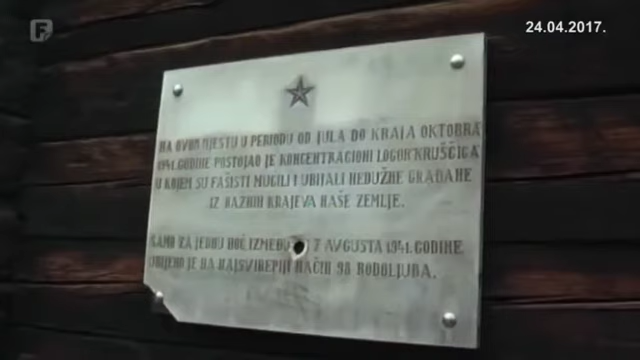 F
24.04.2017.
NA OVOM MJESTU U PERIODU OD JULA DO KRAJA OKTOBRA
1941. GODINE POSTOJAO JE KONCENTRACIONI LOGOR KRUŠČICA
U KOJEM SU FAŠISTI MUČILI I UBIJALI NEDUŽNE GRAĐANE
IZ RAZNIH KRAJEVA NAŠE ZEMLJE.
SAMO ZA JEDNU NOĆ IZMEĐU 7 AVGUSTA 1941. GODINE
UBIJENO JE NA NAJSVIREPIJI NAČIN 98 RODOLJUBA.